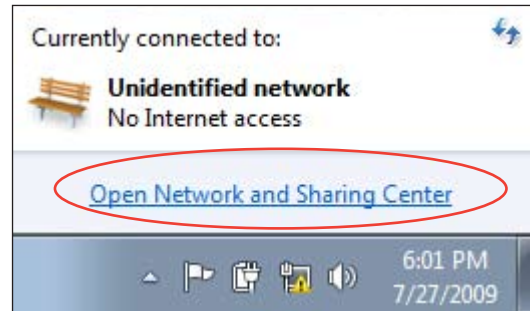 Currently connected to:
Unidentified network
No Internet access
Open Network and Sharing Center
6:01 PM
7/27/2009